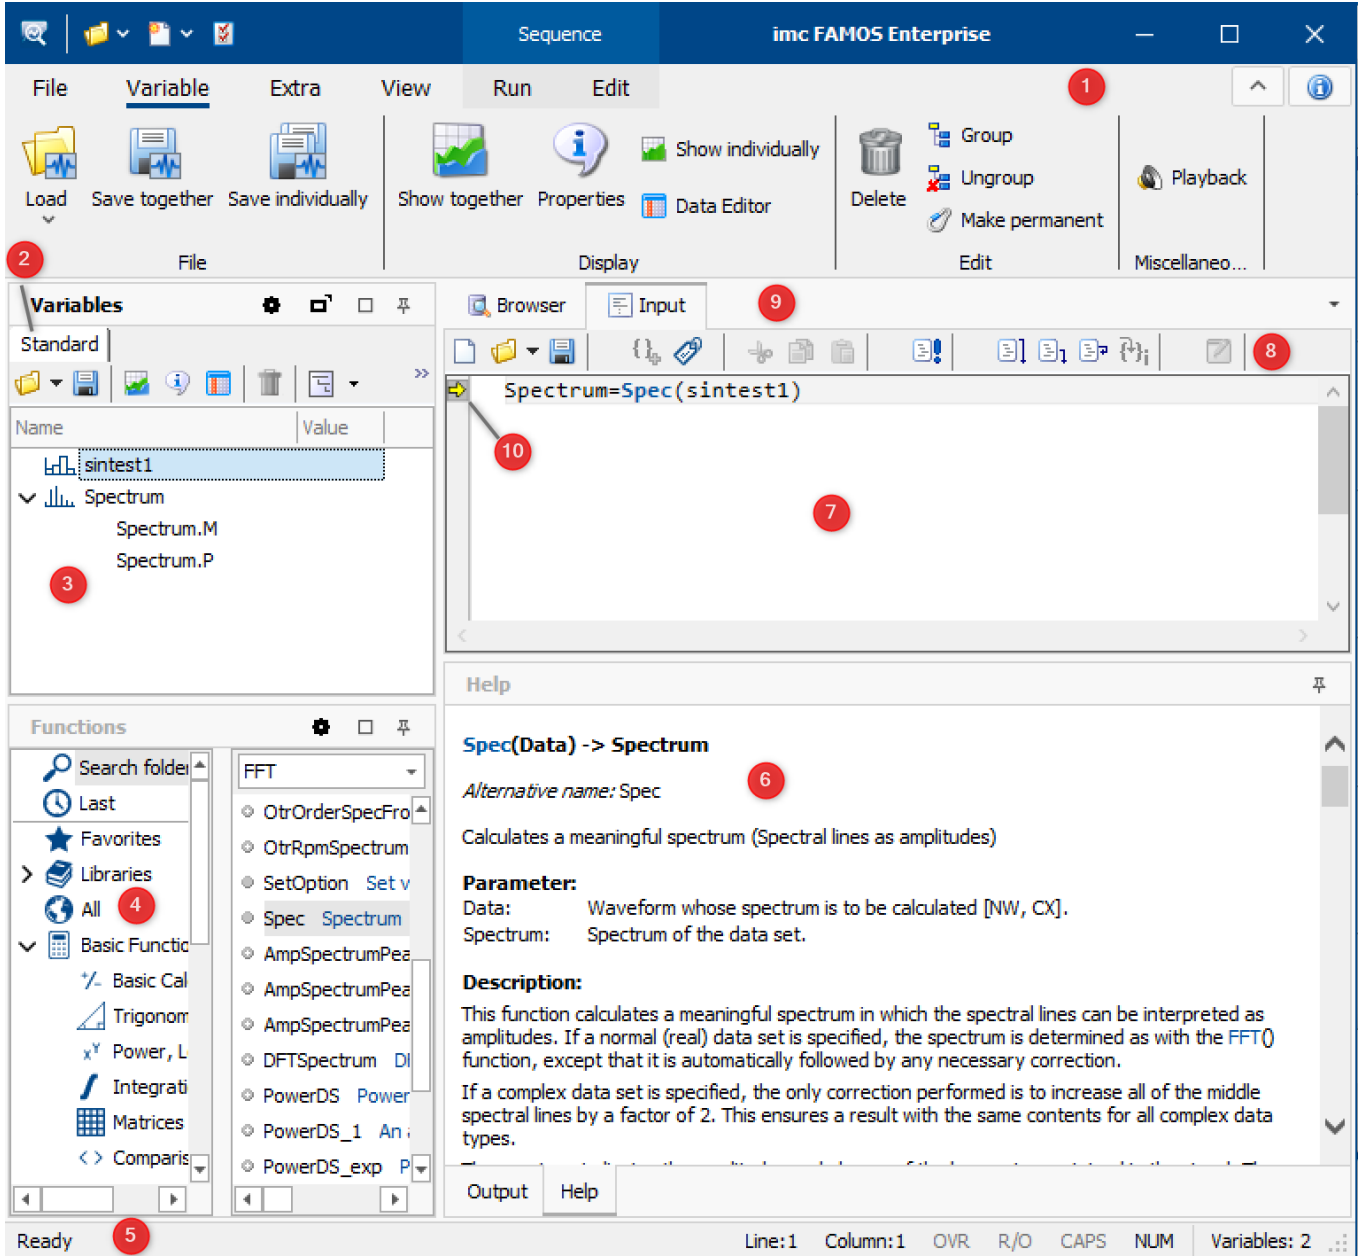 Sequence
imc FAMOS Enterprise
File Variable Extra View Run Edit
1
Load
Save together
Save individually
Show together
Properties
Show individually
Data Editor
Delete
Group
Ungroup
Make permanent
Playback
2
File
Display
Edit
Miscellaneo...
Variables
Standard
Name Value
sintest1
Spectrum
Spectrum.M
Spectrum.P
3
Browser Input
9
8
Spectrum=Spec(sintest1)
10
7
Functions
Search folder
Last
Favorites
Libraries
All
4
Basic Functio
Basic Cal
Trigonom
Power, L
Integrati
Matrices
Comparis
FFT
OtrOrderSpecFro
OtrRpmSpectrum
SetOption Set v
Spec Spectrum
AmpSpectrumPea
AmpSpectrumPea
AmpSpectrumPea
DFTSpectrum
PowerDS Power
PowerDS_1 An
PowerDS_exp P
Help
Spec(Data) -> Spectrum
6
Alternative name: Spec
Calculates a meaningful spectrum (Spectral lines as amplitudes)
Parameter:
Data: Waveform whose spectrum is to be calculated [NW, CX].
Spectrum: Spectrum of the data set.
Description:
This function calculates a meaningful spectrum in which the spectral lines can be interpreted as
amplitudes. If a normal (real) data set is specified, the spectrum is determined as with the FFT()
function, except that it is automatically followed by any necessary correction.
If a complex data set is specified, the only correction performed is to increase all of the middle
spectral lines by a factor of 2. This ensures a result with the same contents for all complex data
types.
Output Help
Ready
5
Line:1 Column:1 OVR R/O CAPS NUM Variables: 2